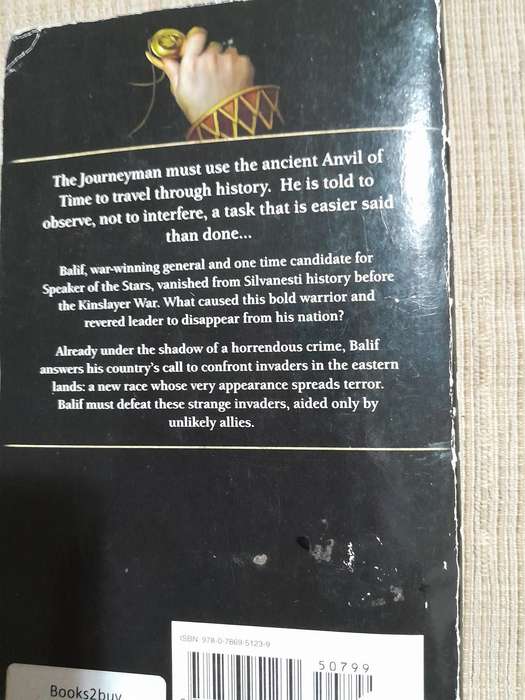 The Journeyman must use the ancient Anvil of
Time to travel through history. He is told to
observe, not to interfere, a task that is easier said
than done...
Balif, war-winning general and one time candidate for
Speaker of the Stars, vanished from Silvanesti history before
the Kinslayer War. What caused this bold warrior and
revered leader to disappear from his nation?
Already under the shadow of a horrendous crime, Balif
answers his country's call to confront invaders in the eastern
lands: a new race whose very appearance spreads terror.
Balif must defeat these strange invaders, aided only by
unlikely allies.
ISBN 978-0-7869-5123-9
50799
Books2buy